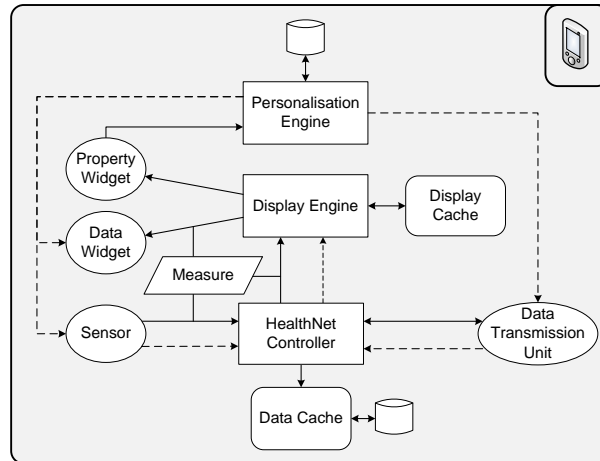 Personalisation
Engine
Property
Widget
Display Engine
Display
Cache
Data
Widget
Measure
Sensor
HealthNet
Controller
Data
Transmission
Unit
Data Cache